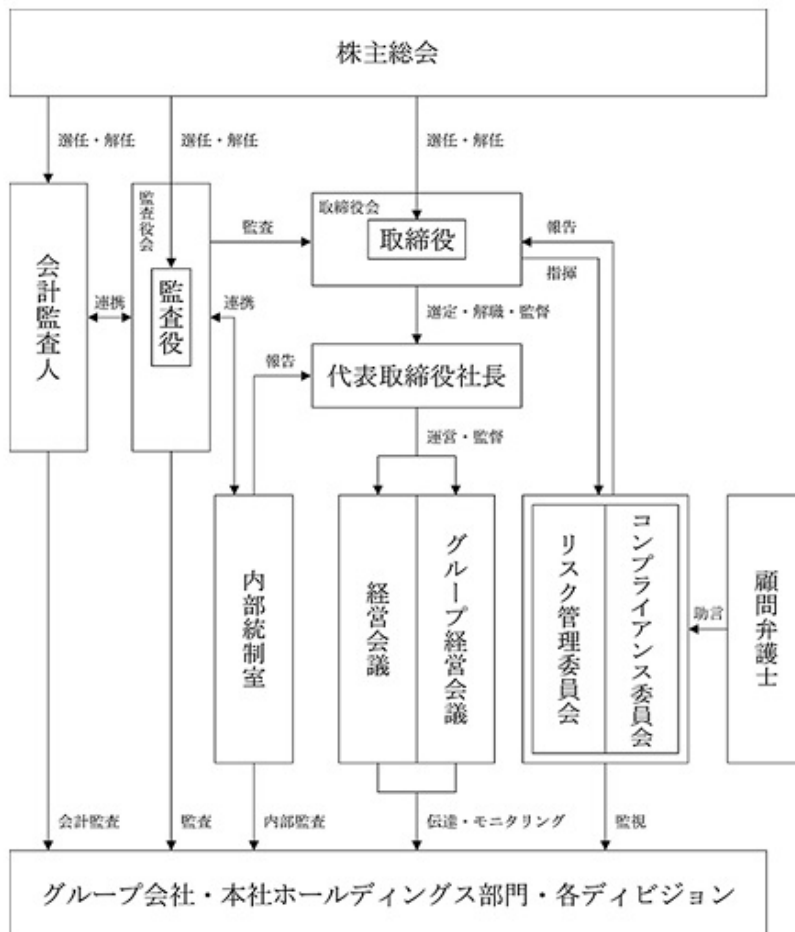 株主総会
選任・解任
選任・解任
選任・解任
会計監査人
連携
監査役会
監査役
監査
連携
取締役会
取締役
報告
指揮
選定・解職・監督
報告
代表取締役社長
運営・監督
内部統制室
経営会議
グループ経営会議
リスク管理委員会
コンプライアンス委員会
助言
顧問弁護士
会計監査
監査
内部監査
伝達・モニタリング
監視
グループ会社・本社ホールディングス部門・各ディビジョン